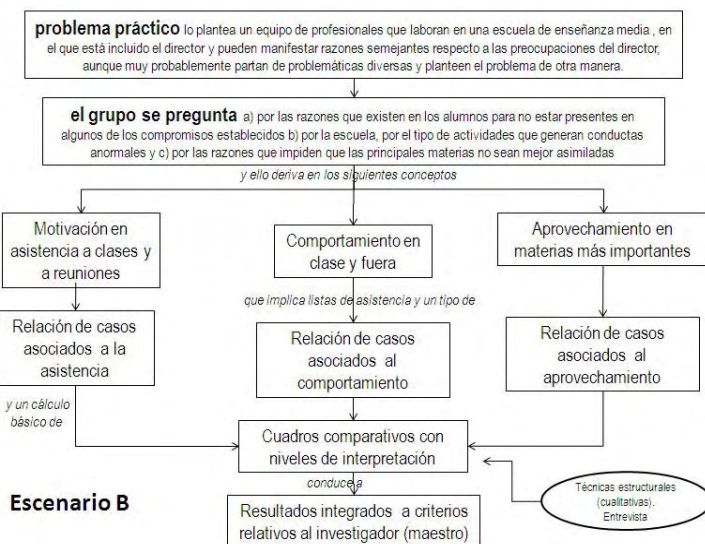 problema práctico lo plantea un equipo de profesionales que laboran en una escuela de enseñanza media , en
el que está incluido el director y pueden manifestar razones semejantes respecto a las preocupaciones del director,
aunque muy probablemente partan de problemáticas diversas y planteen el problema de otra manera.
el grupo se pregunta a) por las razones que existen en los alumnos para no estar presentes en
algunos de los compromisos establecidos b) por la escuela, por el tipo de actividades que generan conductas
anormales y c) por las razones que impiden que las principales materias no sean mejor asimiladas
y ello deriva en los siguientes conceptos
Motivación en
asistencia a clases y
a reuniones
Comportamiento en
clase y fuera
Aprovechamiento en
materias más importantes
que implica listas de asistencia y un tipo de
Relación de casos
asociados a la
asistencia
Relación de casos
asociados al
comportamiento
Relación de casos
asociados al
aprovechamiento
y un cálculo
básico de
Cuadros comparativos con
niveles de interpretación
conduce a
Técnicas estructurales
(cualitativas).
Entrevista
Escenario B
Resultados integrados a criterios
relativos al investigador (maestro)